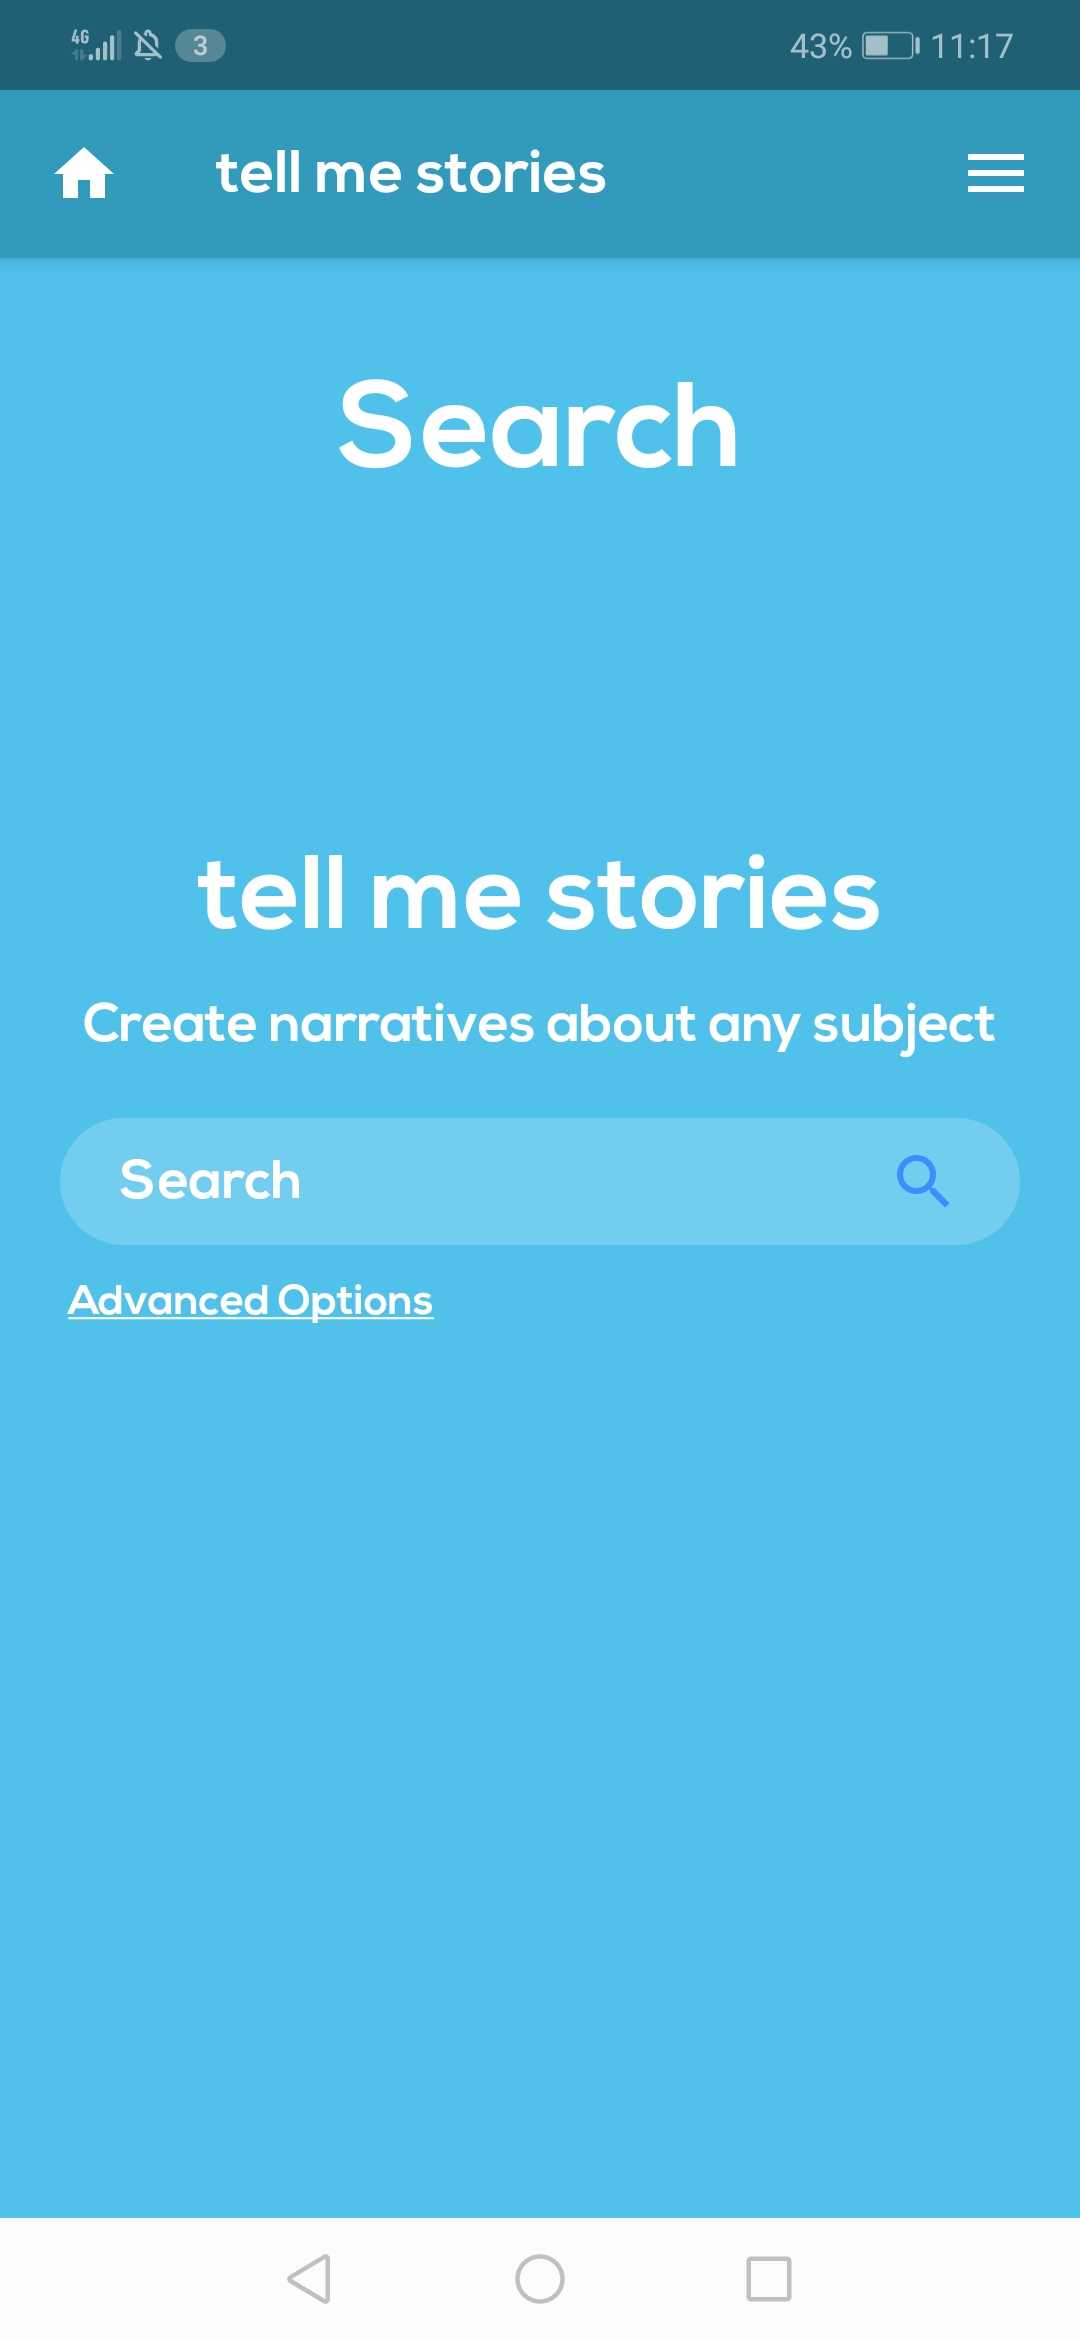 4G 3 43% 11:17
tell me stories
Search
tell me stories
Create narratives about any subject
Search
Advanced Options